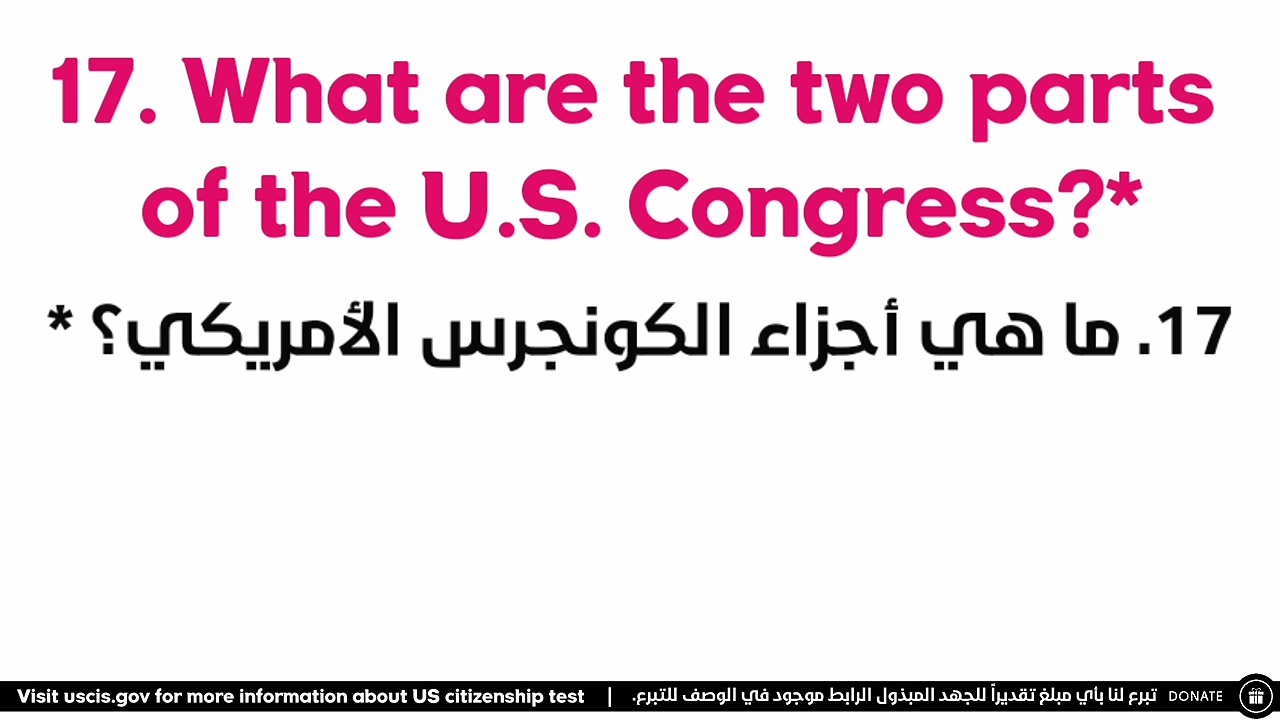 17. What are the two parts
of the U.S. Congress?*
17. ما هي أجزاء الكونجرس الأمريكي؟ *
Visit uscis.gov for more information about US citizenship test | تبرع لنا بأي مبلغ تقديراً للجهد المبذول الرابط موجود في الوصف للتبرع. DONATE